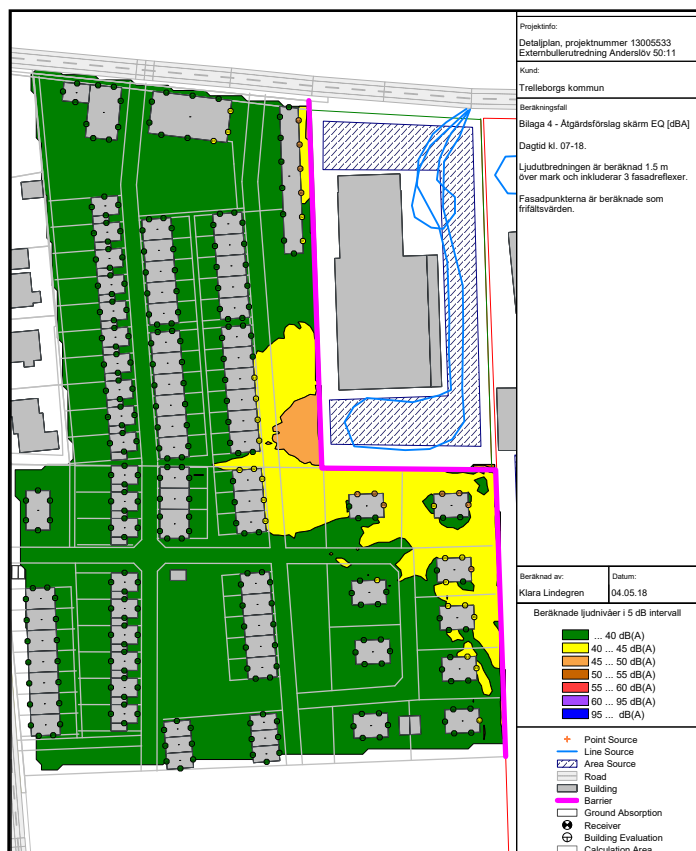 Projektinfo:
Detaljplan, projektnummer 13005533
Externbullerutredning Anderslöv 50:11
Kund:
Trelleborgs kommun
Beräkningsfall
Bilaga 4 - Åtgärdsförslag skärm EQ [dBA]
Dagtid kl. 07-18.
Ljudutbredningen är beräknad 1.5 m
över mark och inkluderar 3 fasadreflexer.
Fasadpunkterna är beräknade som
frifältsvärden.
Beräknad av:
Klara Lindegren
Datum:
04.05.18
Beräknade ljudnivåer i 5 dB intervall
... 40 dB(A)
40 ... 45 dB(A)
45 ... 50 dB(A)
50 ... 55 dB(A)
55 ... 60 dB(A)
60 ... 95 dB(A)
95 ... dB(A)
Point Source
Line Source
Area Source
Road
Building
Barrier
Ground Absorption
Receiver
Building Evaluation
Calculation Area